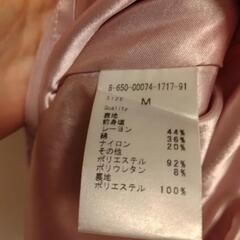 8-650-00074-1717-91
SIZE M
Quality
表地
前身頃
レーヨン 44%
綿 36%
ナイロン 20%
その他
ポリエステル 92%
ポリウレタン 8%
裏地
ポリエステル 100%